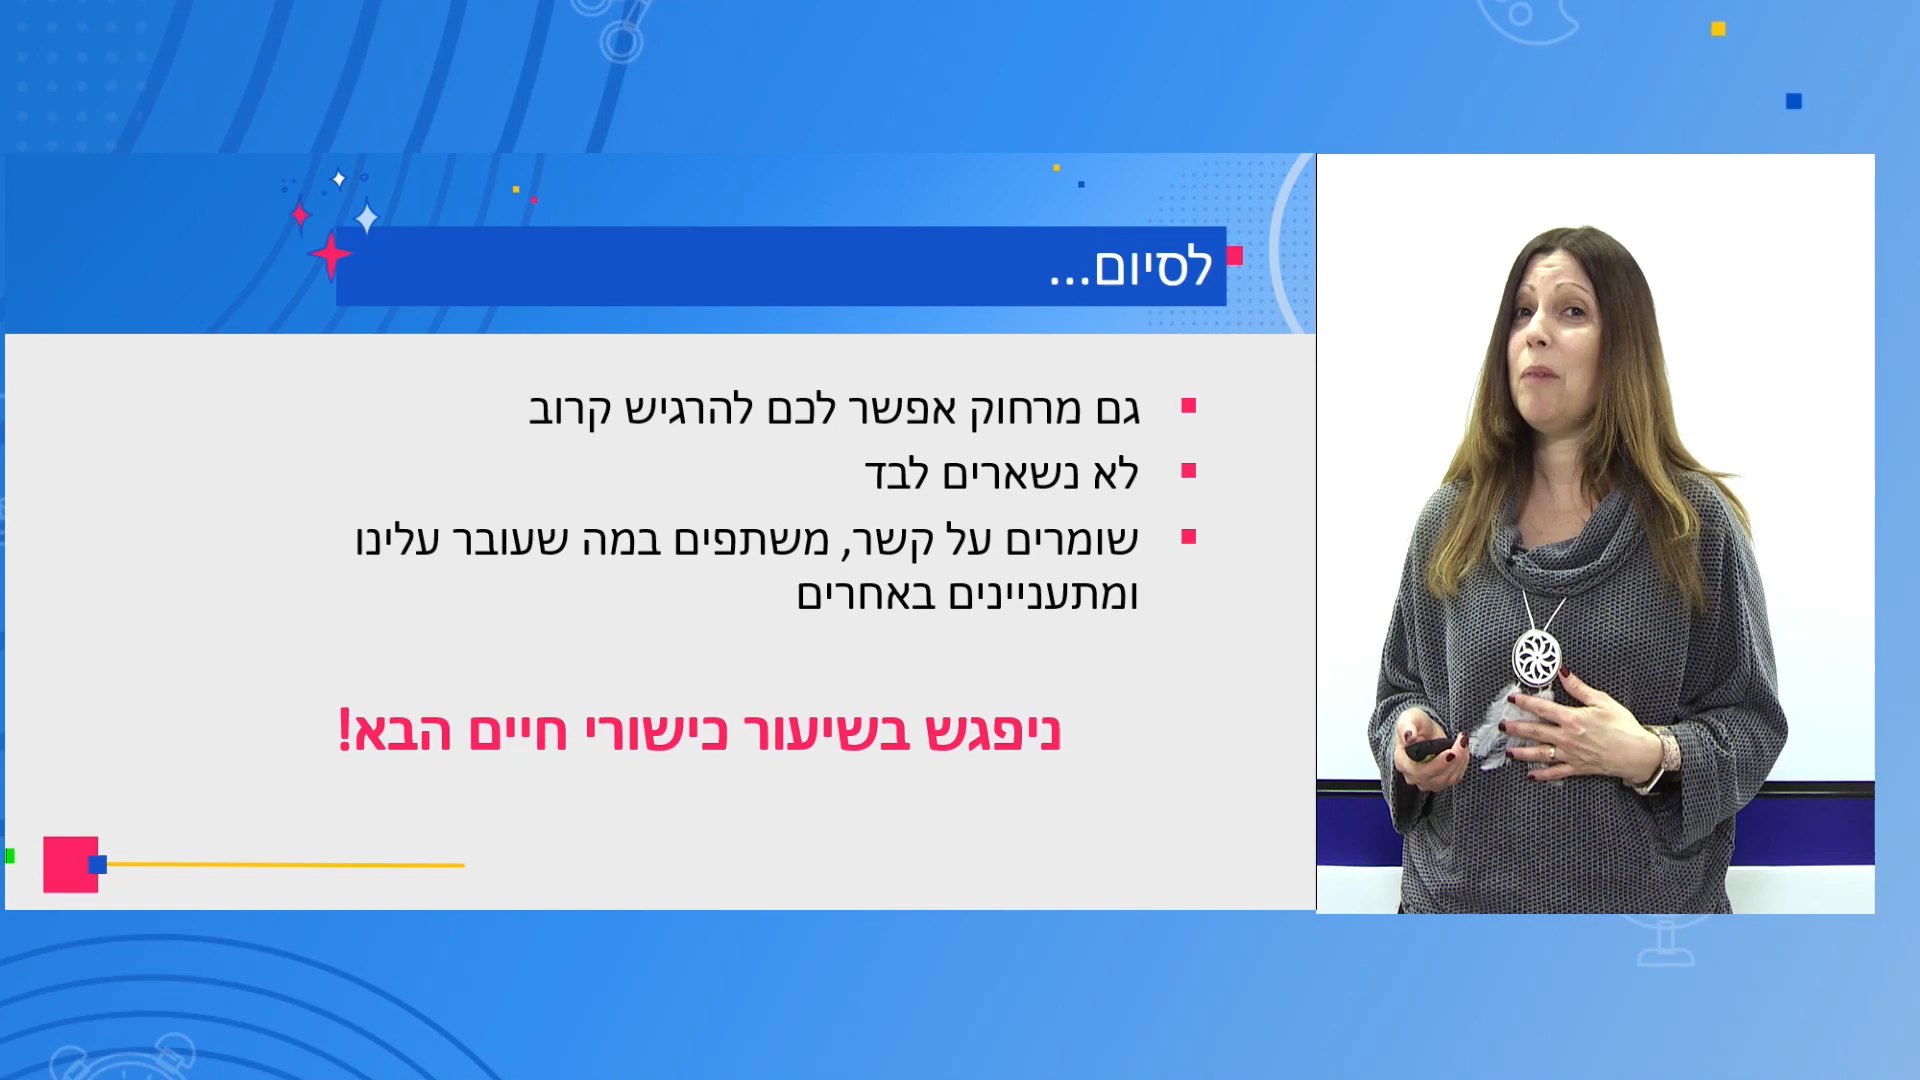 לסיום...
גם מרחוק אפשר לכם להרגיש קרוב
לא נשארים לבד
שומרים על קשר, משתפים במה שעובר עלינו
ומתעניינים באחרים
ניפגש בשיעור כישורי חיים הבא!